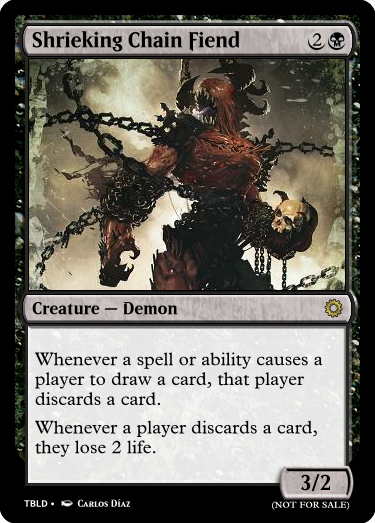 Shrieking Chain Fiend 2
Creature — Demon
Whenever a spell or ability causes a
player to draw a card, that player
discards a card.
Whenever a player discards a card,
they lose 2 life.
3/2
TBLD • Carlos Díaz
(NOT FOR SALE)